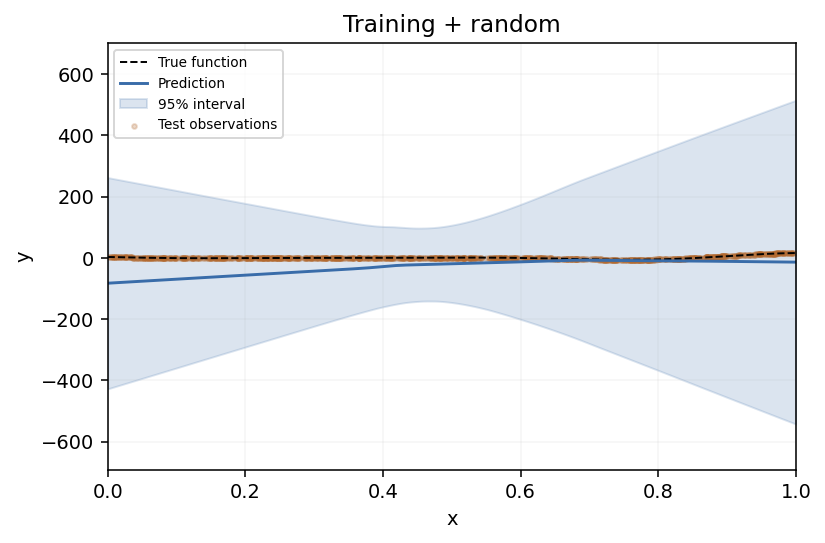 Training + random
True function
Prediction
95% interval
Test observations
600
400
200
0
−200
−400
−600
y
0.0 0.2 0.4 0.6 0.8 1.0
x